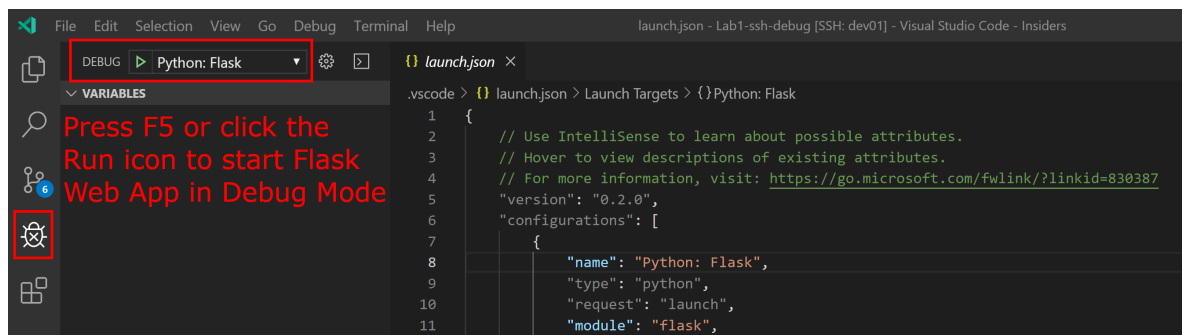 File Edit Selection View Go Debug Terminal Help launch.json - Lab1-ssh-debug [SSH: dev01] - Visual Studio Code - Insiders
DEBUG Python: Flask
VARIABLES
Press F5 or click the
Run icon to start Flask
Web App in Debug Mode
6
{} launch.json ×
.vscode > {} launch.json > Launch Targets > {} Python: Flask
1 {
2 // Use IntelliSense to learn about possible attributes.
3 // Hover to view descriptions of existing attributes.
4 // For more information, visit: https://go.microsoft.com/fwlink/?linkid=830387
5 "version": "0.2.0",
6 "configurations": [
7 {
8 "name": "Python: Flask",
9 "type": "python",
10 "request": "launch",
11 "module": "flask",